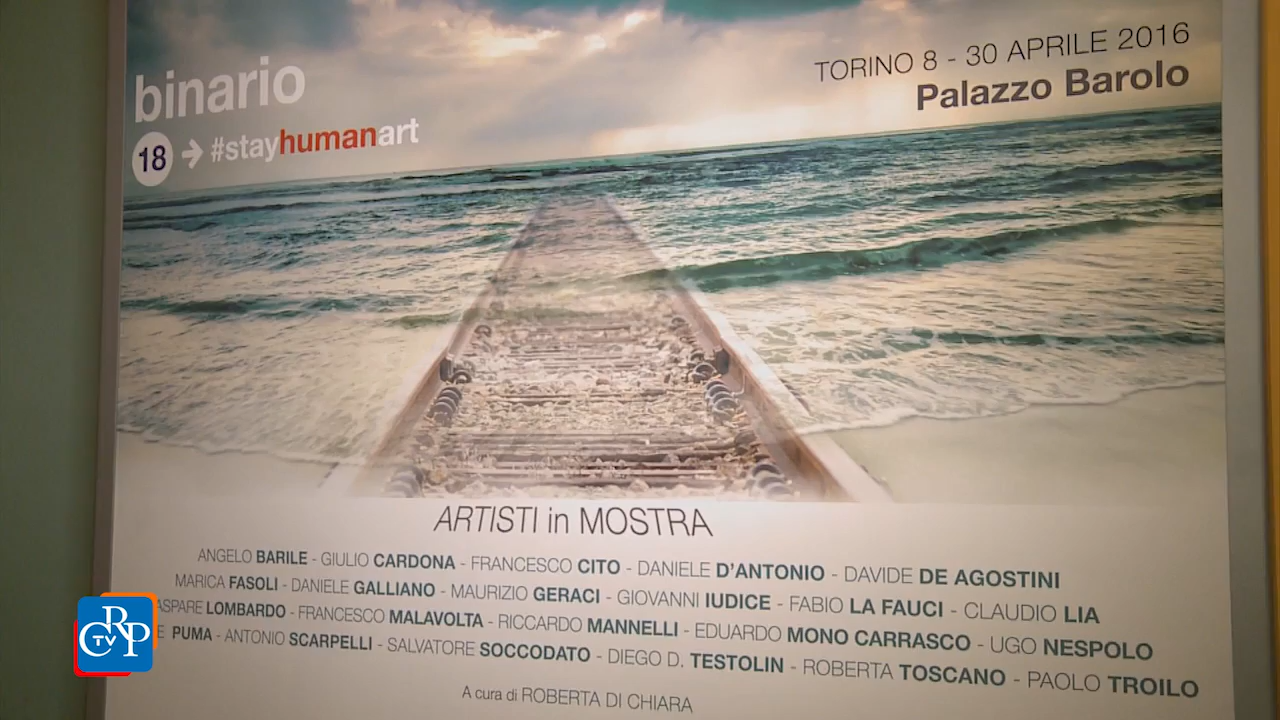 binario
18 → #stayhumanart
TORINO 8 - 30 APRILE 2016
Palazzo Barolo
ARTISTI in MOSTRA
ANGELO BARILE - GIULIO CARDONA - FRANCESCO CITO - DANIELE D'ANTONIO - DAVIDE DE AGOSTINI
MARICA FASOLI - DANIELE GALLIANO - MAURIZIO GERACI - GIOVANNI IUDICE - FABIO LA FAUCI - CLAUDIO LIA
LOMBARDO - FRANCESCO MALAVOLTA - RICCARDO MANNELLI - EDUARDO MONO CARRASCO - UGO NESPOLO
PUMA - ANTONIO SCARPELLI - SALVATORE SOCCODATO - DIEGO D. TESTOLIN - ROBERTA TOSCANO - PAOLO TROILO
A cura di ROBERTA DI CHIARA
CRP TV